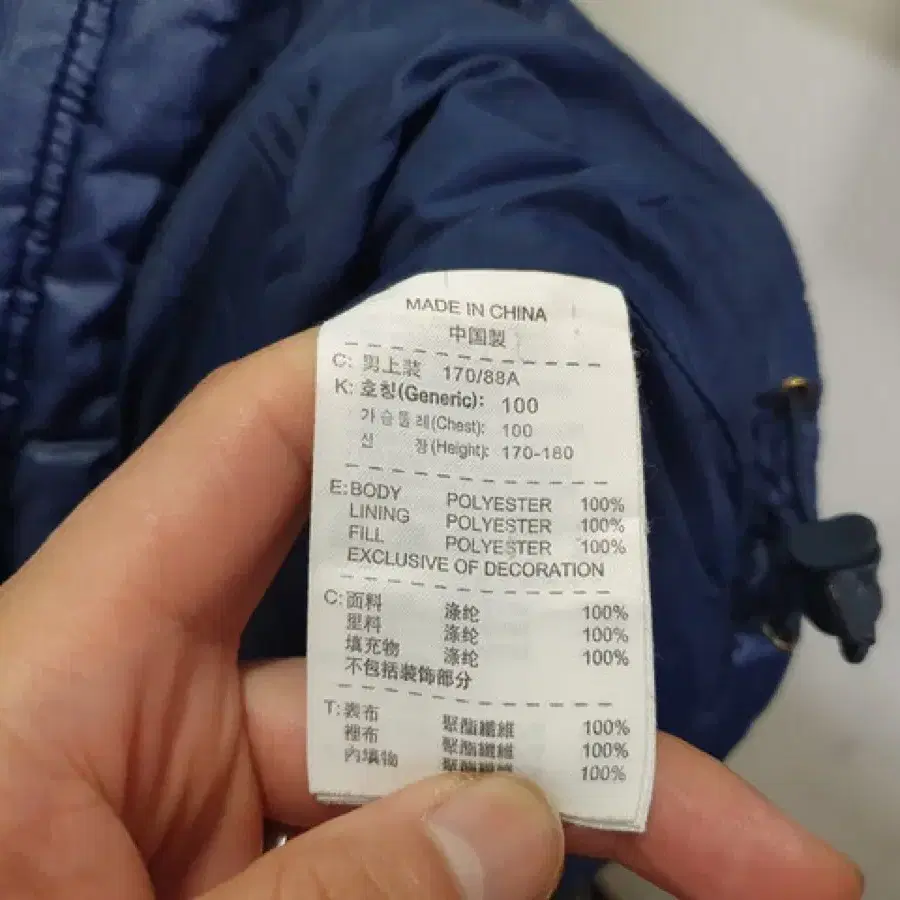 MADE IN CHINA
中国製
C: 男上装 170/88A
K: 호칭(Generic): 100
가슴둘레(Chest): 100
신 장(Height): 170-180
E: BODY POLYESTER 100%
LINING POLYESTER 100%
FILL POLYESTER 100%
EXCLUSIVE OF DECORATION
C: 面料 涤纶 100%
里料 涤纶 100%
填充物 涤纶 100%
不包括装饰部分
T: 表布 聚酯纖維 100%
裡布 聚酯纖維 100%
內填物 聚酯纖維 100%